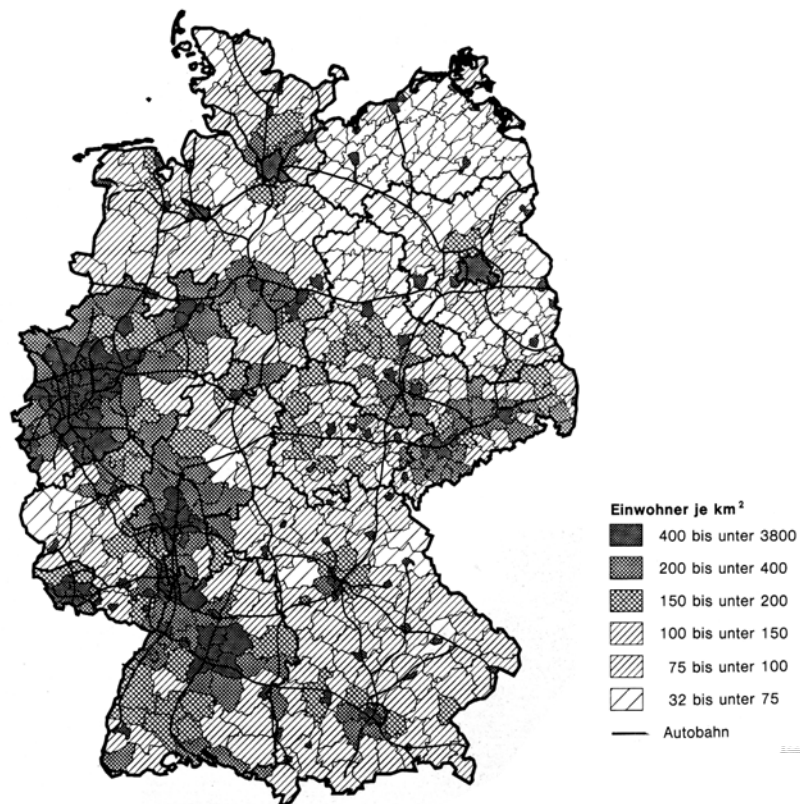 Einwohner je km²
400 bis unter 3800
200 bis unter 400
150 bis unter 200
100 bis unter 150
75 bis unter 100
32 bis unter 75
Autobahn